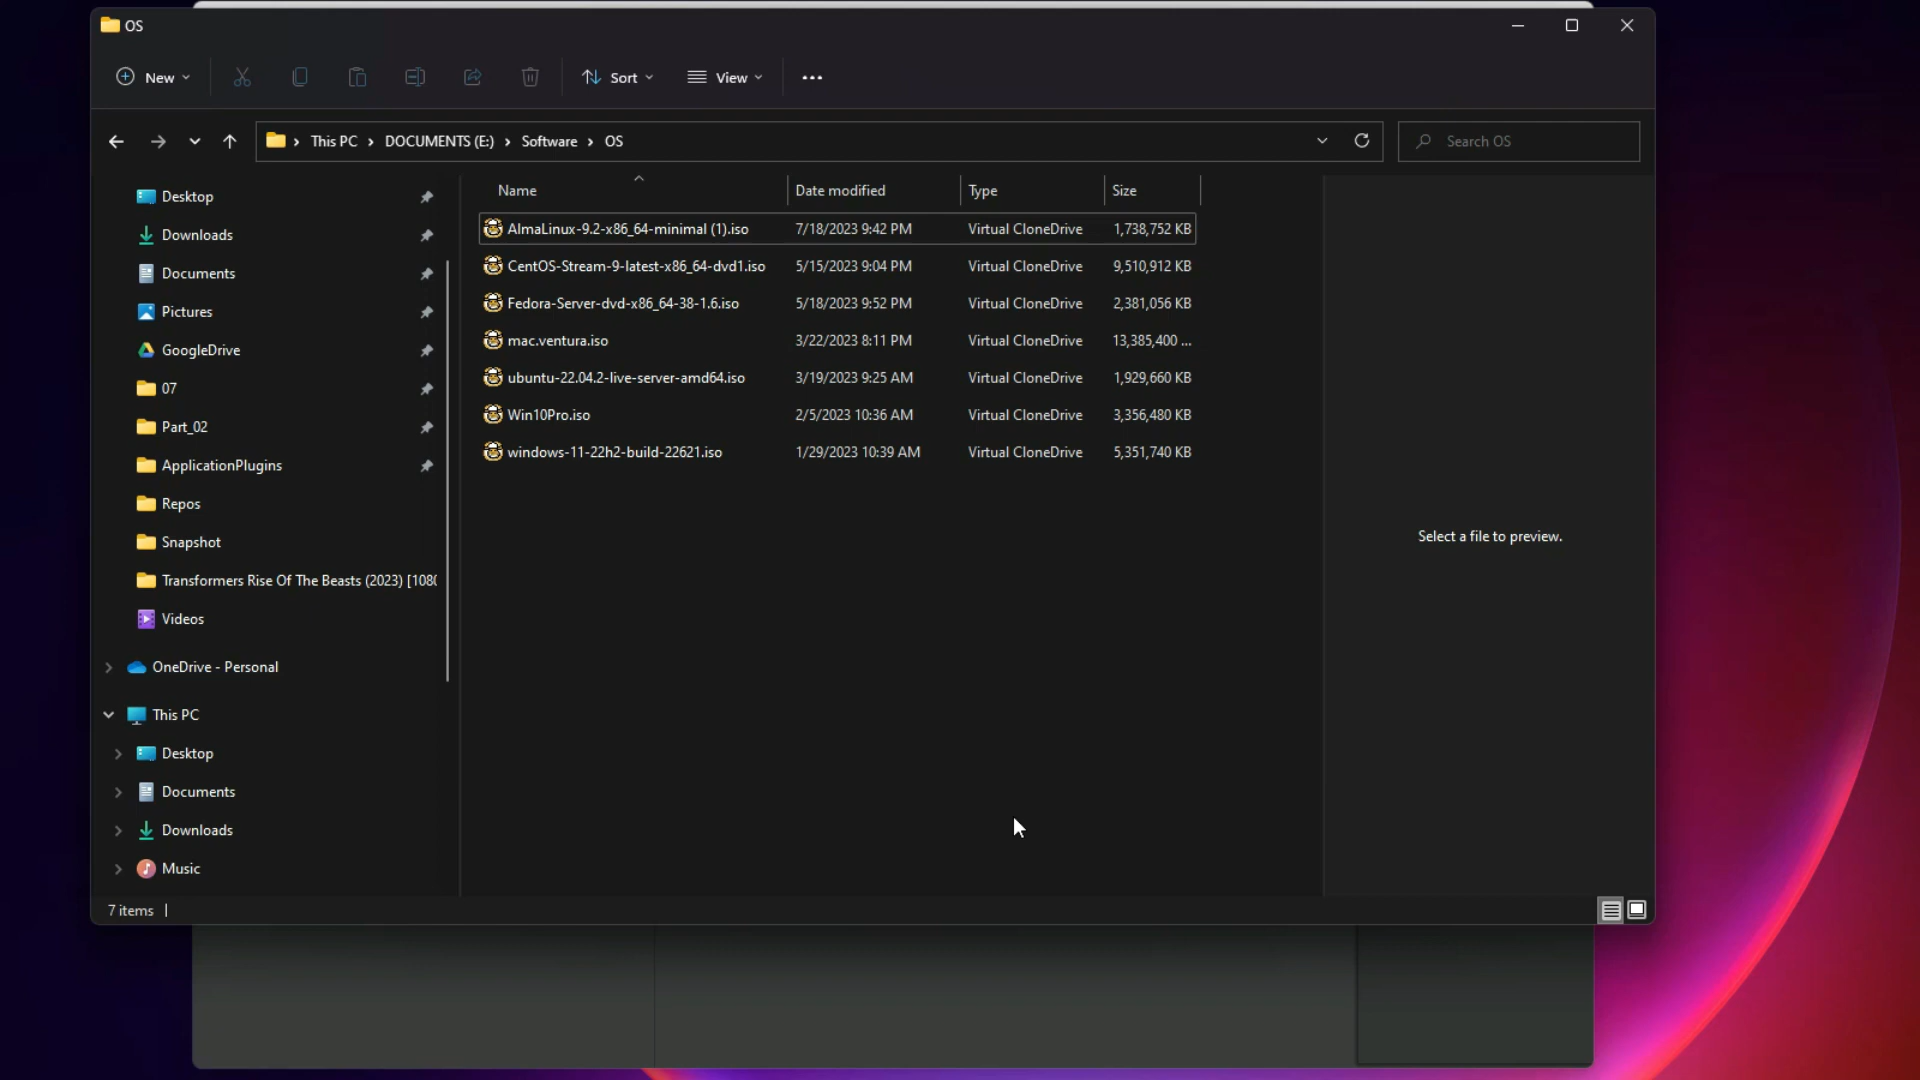 OS
New
Sort
View
This PC > DOCUMENTS (E:) > Software > OS
Search OS
Desktop
Downloads
Documents
Pictures
GoogleDrive
07
Part_02
ApplicationPlugins
Repos
Snapshot
Transformers Rise Of The Beasts (2023) [108
Videos
OneDrive - Personal
This PC
Desktop
Documents
Downloads
Music
Name Date modified Type Size
AlmaLinux-9.2-x86_64-minimal (1).iso 7/18/2023 9:42 PM Virtual CloneDrive 1,738,752 KB
CentOS-Stream-9-latest-x86_64-dvd1.iso 5/15/2023 9:04 PM Virtual CloneDrive 9,510,912 KB
Fedora-Server-dvd-x86_64-38-1.6.iso 5/18/2023 9:52 PM Virtual CloneDrive 2,381,056 KB
mac.ventura.iso 3/22/2023 8:11 PM Virtual CloneDrive 13,385,400 ...
ubuntu-22.04.2-live-server-amd64.iso 3/19/2023 9:25 AM Virtual CloneDrive 1,929,660 KB
Win10Pro.iso 2/5/2023 10:36 AM Virtual CloneDrive 3,356,480 KB
windows-11-22h2-build-22621.iso 1/29/2023 10:39 AM Virtual CloneDrive 5,351,740 KB
Select a file to preview.
7 items